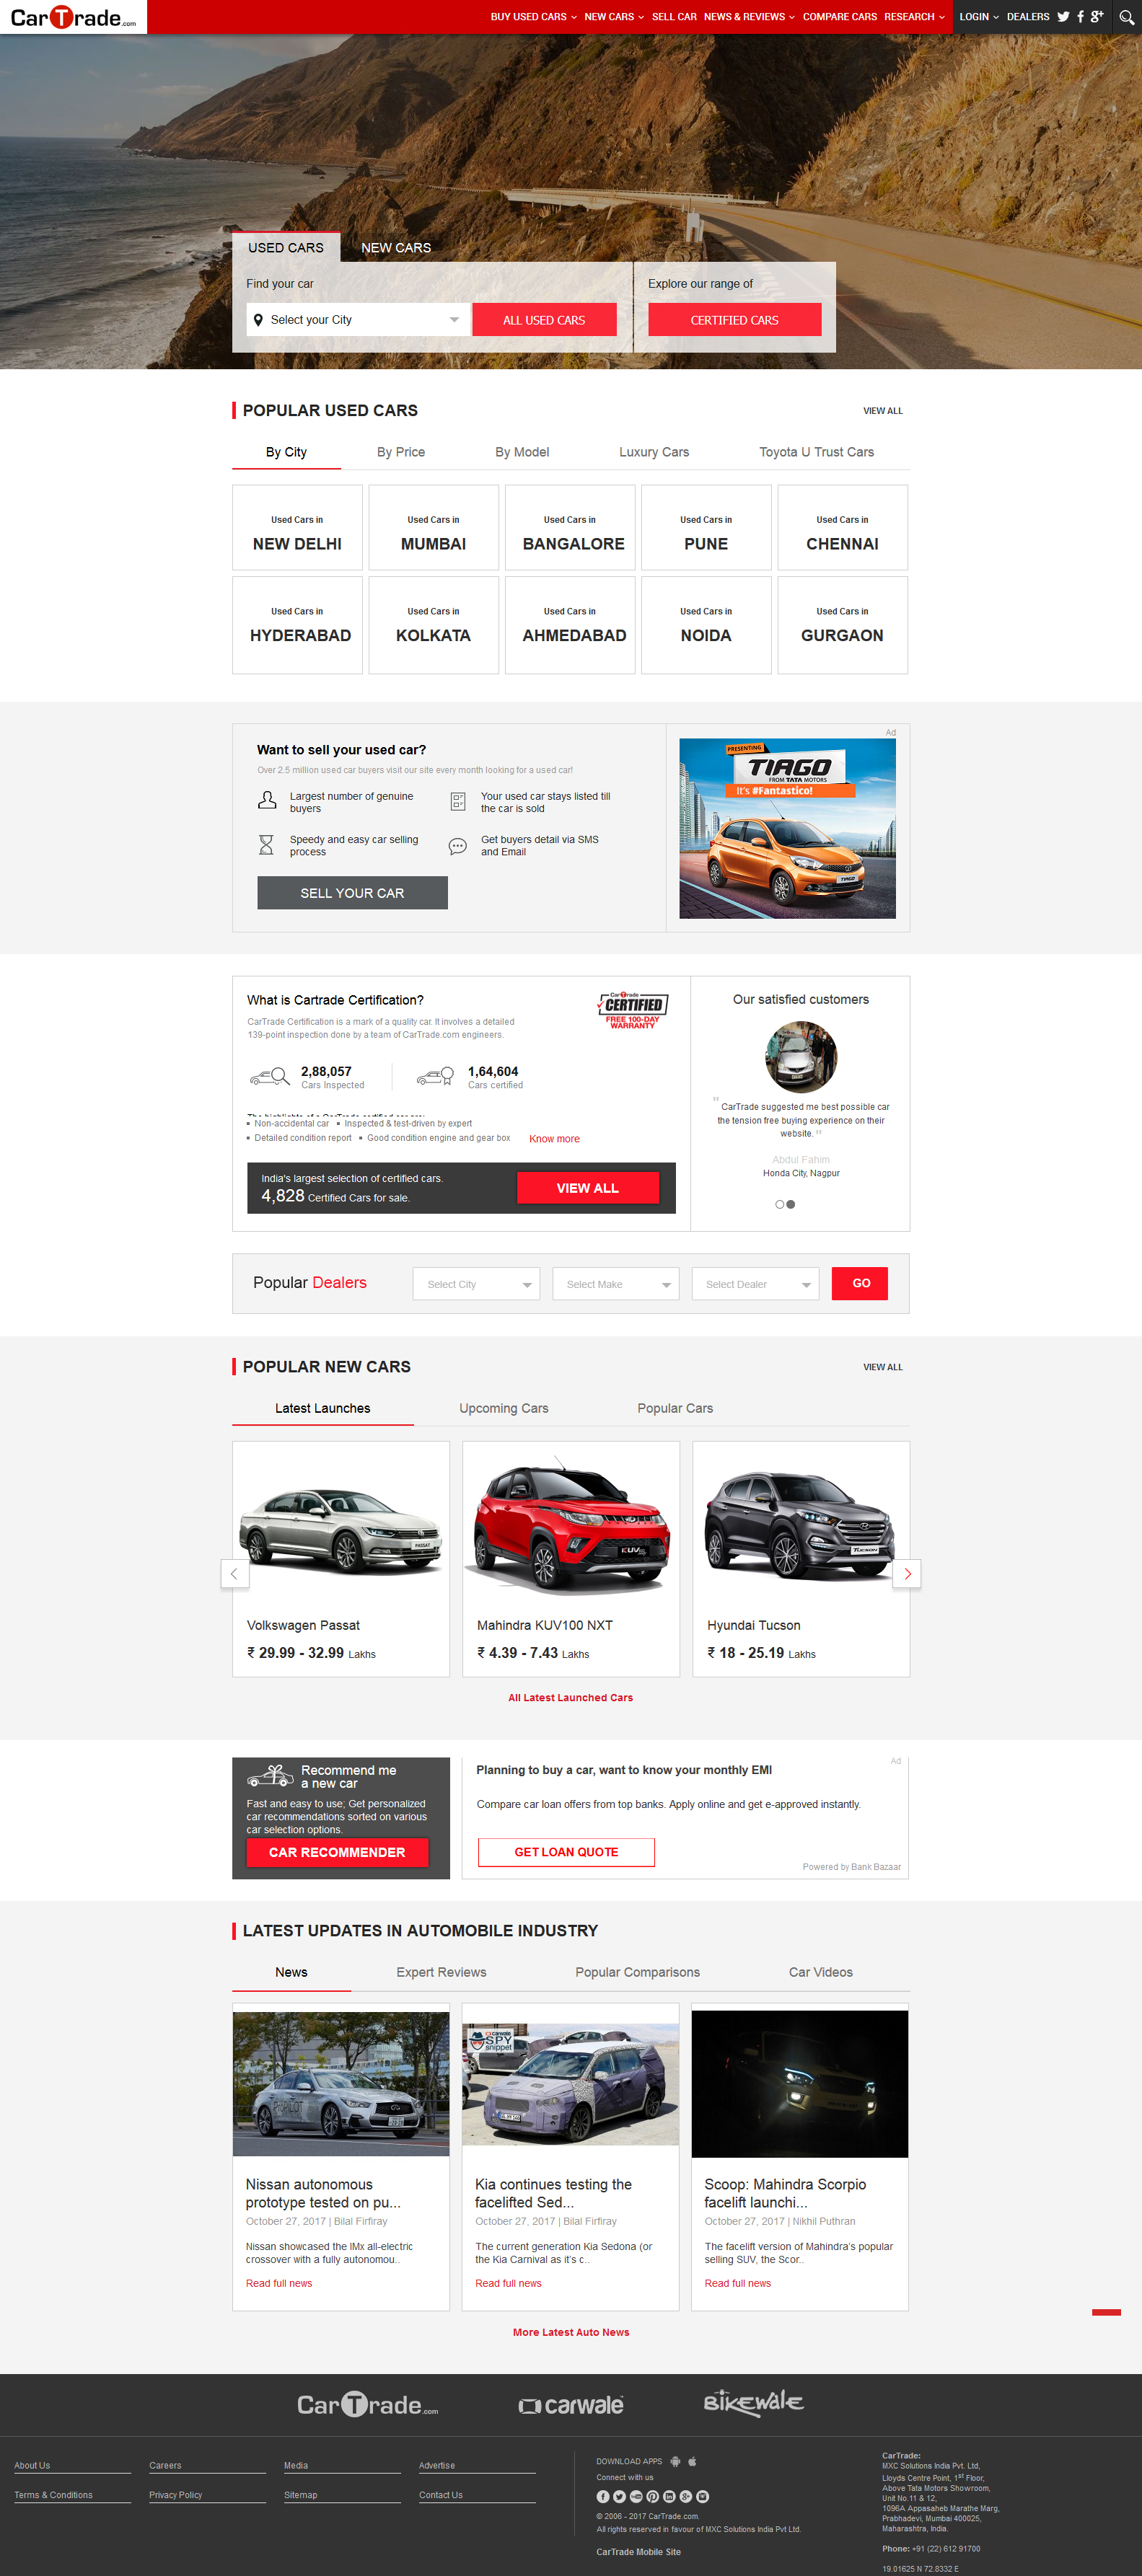 CarTrade.com
BUY USED CARS NEW CARS SELL CAR NEWS & REVIEWS COMPARE CARS RESEARCH LOGIN DEALERS
USED CARS NEW CARS
Find your car
Explore our range of
Select your City
ALL USED CARS
CERTIFIED CARS
POPULAR USED CARS
VIEW ALL
By City By Price By Model Luxury Cars Toyota U Trust Cars
Used Cars in Used Cars in Used Cars in Used Cars in Used Cars in
NEW DELHI MUMBAI BANGALORE PUNE CHENNAI
Used Cars in Used Cars in Used Cars in Used Cars in Used Cars in
HYDERABAD KOLKATA AHMEDABAD NOIDA GURGAON
Want to sell your used car?
Over 2.5 million used car buyers visit our site every month looking for a used car!
Largest number of genuine
buyers
Your used car stays listed till
the car is sold
Speedy and easy car selling
process
Get buyers detail via SMS
and Email
SELL YOUR CAR
Ad
PRESENTING
TIAGO
FROM TATA MOTORS
It's #Fantastico!
TIAGO
What is Cartrade Certification?
CarTrade Certification is a mark of a quality car. It involves a detailed
139-point inspection done by a team of CarTrade.com engineers.
CarTrade
CERTIFIED
FREE 100-DAY
WARRANTY
2,88,057
Cars Inspected
1,64,604
Cars certified
The highlights of a CarTrade certified car are:
Non-accidental car Inspected & test-driven by expert
Detailed condition report Good condition engine and gear box Know more
India's largest selection of certified cars.
4,828 Certified Cars for sale.
VIEW ALL
Our satisfied customers
" CarTrade suggested me best possible car
the tension free buying experience on their
website. "
Abdul Fahim
Honda City, Nagpur
Popular Dealers
Select City
Select Make
Select Dealer
GO
POPULAR NEW CARS
VIEW ALL
Latest Launches Upcoming Cars Popular Cars
PASSAT
KUV
TUCSON
Volkswagen Passat
₹ 29.99 - 32.99 Lakhs
Mahindra KUV100 NXT
₹ 4.39 - 7.43 Lakhs
Hyundai Tucson
₹ 18 - 25.19 Lakhs
All Latest Launched Cars
Recommend me
a new car
Fast and easy to use; Get personalized
car recommendations sorted on various
car selection options.
CAR RECOMMENDER
Ad
Planning to buy a car, want to know your monthly EMI
Compare car loan offers from top banks. Apply online and get e-approved instantly.
GET LOAN QUOTE
Powered by Bank Bazaar
LATEST UPDATES IN AUTOMOBILE INDUSTRY
News Expert Reviews Popular Comparisons Car Videos
PROPILOT
carwale
SPY
snippet
Nissan autonomous
prototype tested on pu...
October 27, 2017 | Bilal Firfiray
Nissan showcased the IMx all-electric
crossover with a fully autonomou..
Read full news
Kia continues testing the
facelifted Sed...
October 27, 2017 | Bilal Firfiray
The current generation Kia Sedona (or
the Kia Carnival as it's c..
Read full news
Scoop: Mahindra Scorpio
facelift launchi...
October 27, 2017 | Nikhil Puthran
The facelift version of Mahindra's popular
selling SUV, the Scor..
Read full news
More Latest Auto News
CarTrade.com
carwale
BIKEWALE
About Us Careers Media Advertise
Terms & Conditions Privacy Policy Sitemap Contact Us
DOWNLOAD APPS
Connect with us
© 2006 - 2017 CarTrade.com.
All rights reserved in favour of MXC Solutions India Pvt Ltd.
CarTrade Mobile Site
CarTrade:
MXC Solutions India Pvt. Ltd,
Lloyds Centre Point, 1st Floor,
Above Tata Motors Showroom,
Unit No.11 & 12,
1096A Appasaheb Marathe Marg,
Prabhadevi, Mumbai 400025,
Maharashtra, India.
Phone: +91 (22) 612 91700
19.01625 N 72.8332 E